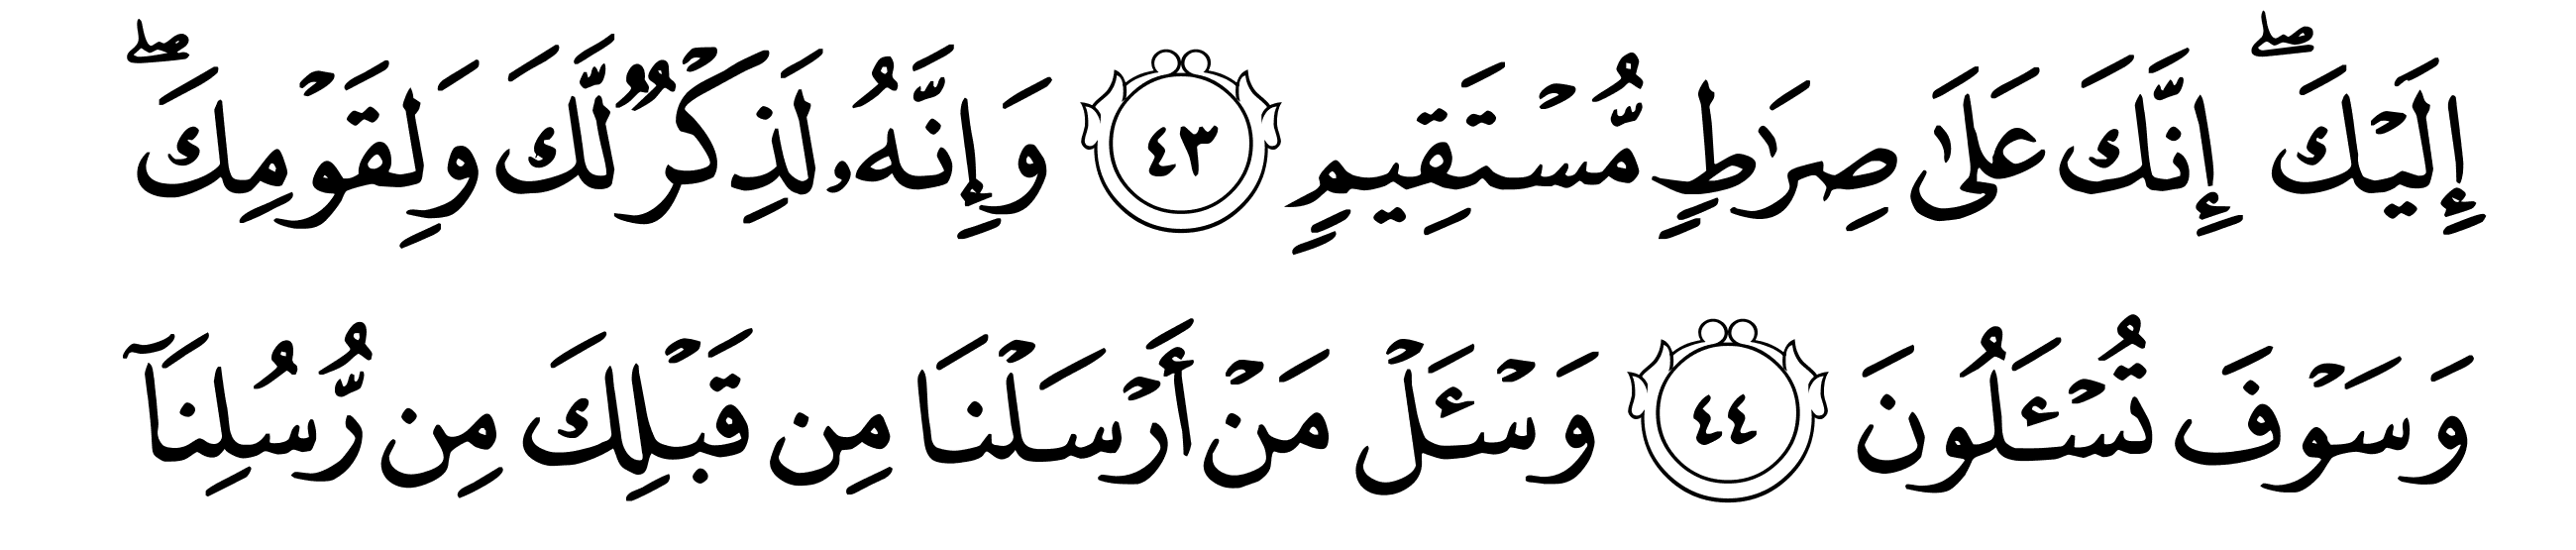 إِلَيۡكَۖ إِنَّكَ عَلَىٰ صِرَٰطٖ مُّسۡتَقِيمٖ ٤٣ وَإِنَّهُۥ لَذِكۡرٞ لَّكَ وَلِقَوۡمِكَۖ
وَسَوۡفَ تُسۡـَٔلُونَ ٤٤ وَسۡـَٔلۡ مَنۡ أَرۡسَلۡنَا مِن قَبۡلِكَ مِن رُّسُلِنَآ